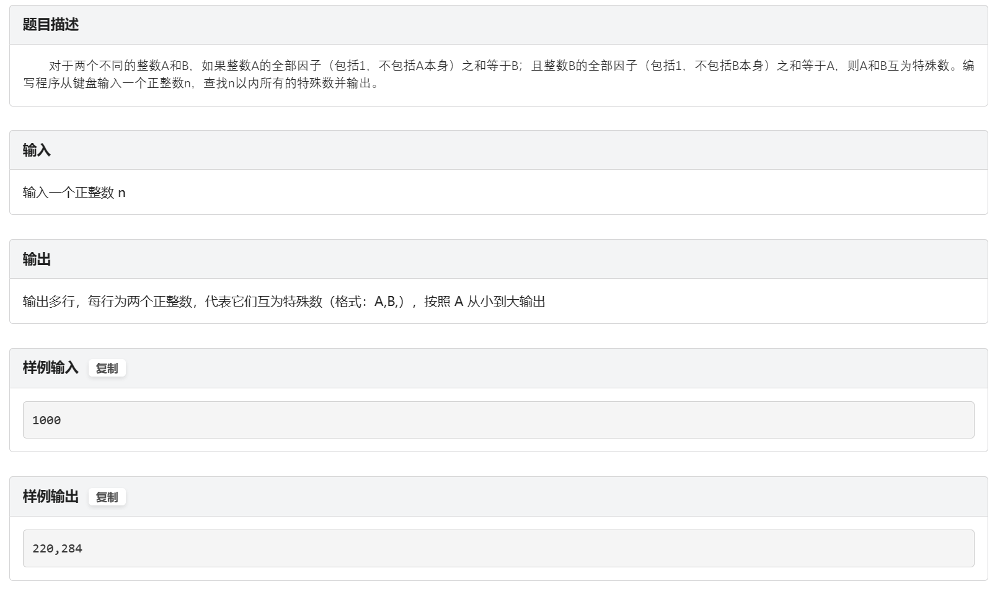 题目描述
对于两个不同的整数A和B，如果整数A的全部因子（包括1，不包括A本身）之和等于B；且整数B的全部因子（包括1，不包括B本身）之和等于A，则A和B互为特殊数。编
写程序从键盘输入一个正整数n，查找n以内所有的特殊数并输出。
输入
输入一个正整数 n
输出
输出多行，每行为两个正整数，代表它们互为特殊数（格式：A,B,），按照 A 从小到大输出
样例输入 复制
1000
样例输出 复制
220,284